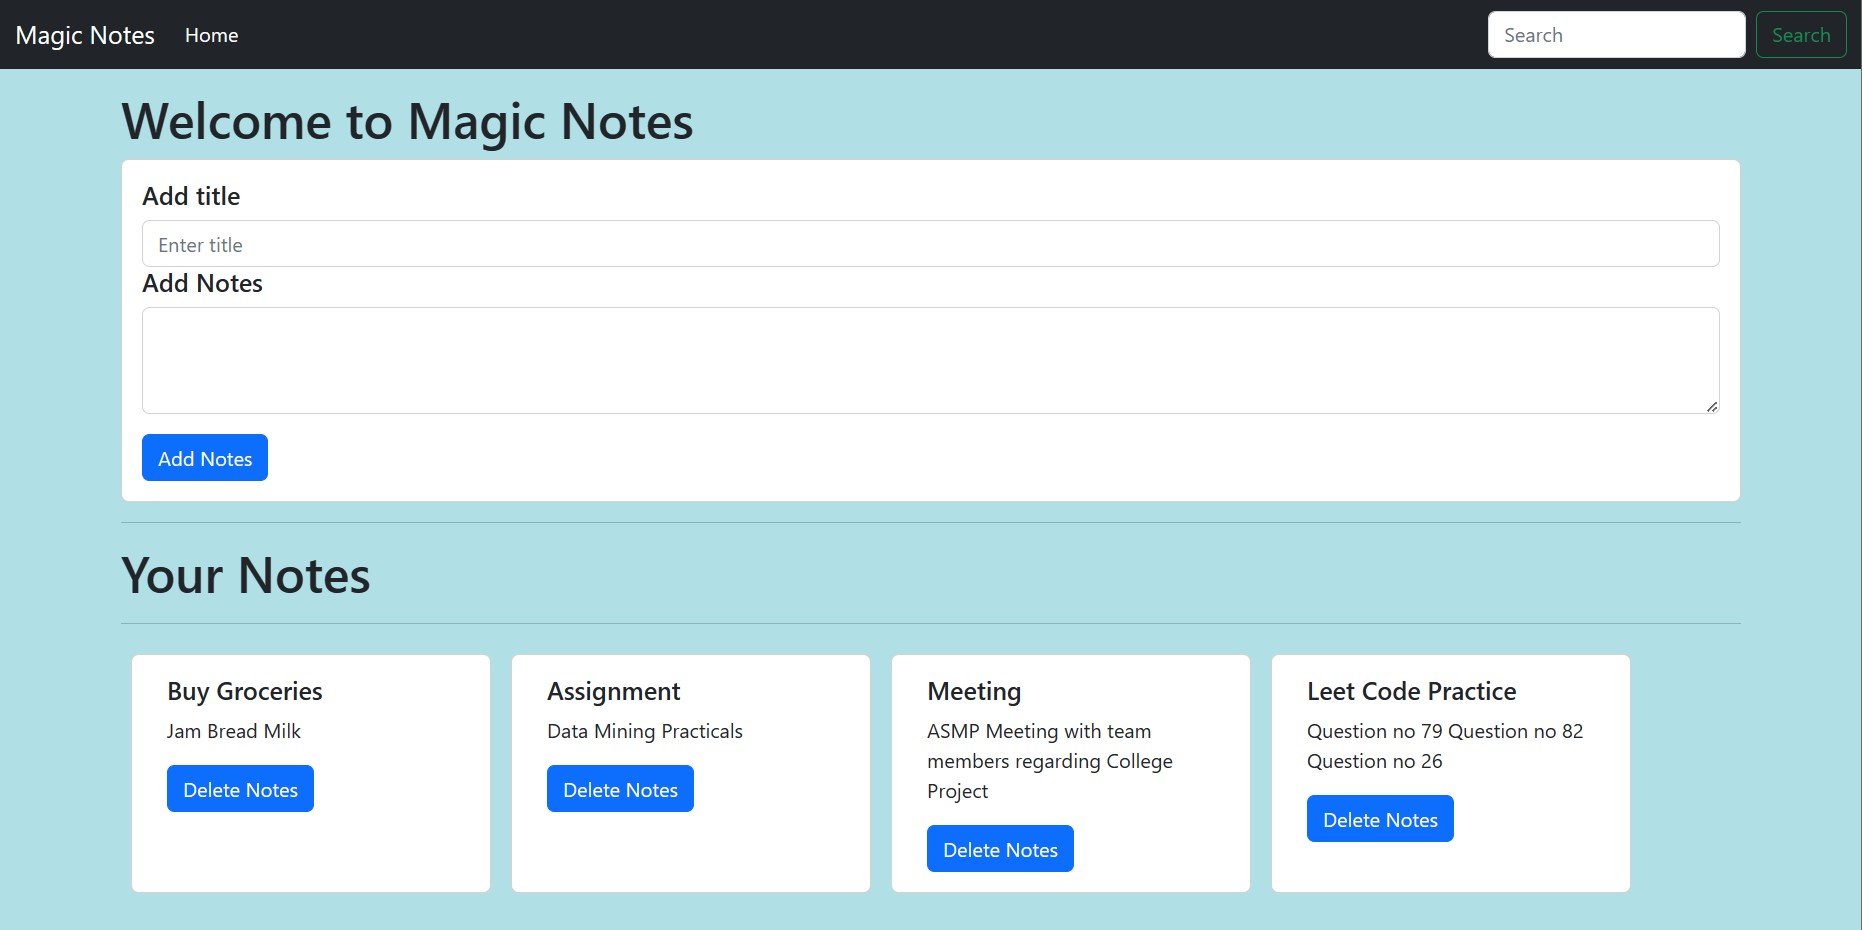 Magic Notes Home Search Search
Welcome to Magic Notes
Add title
Enter title
Add Notes
Add Notes
Your Notes
Buy Groceries
Jam Bread Milk
Delete Notes
Assignment
Data Mining Practicals
Delete Notes
Meeting
ASMP Meeting with team
members regarding College
Project
Delete Notes
Leet Code Practice
Question no 79 Question no 82
Question no 26
Delete Notes